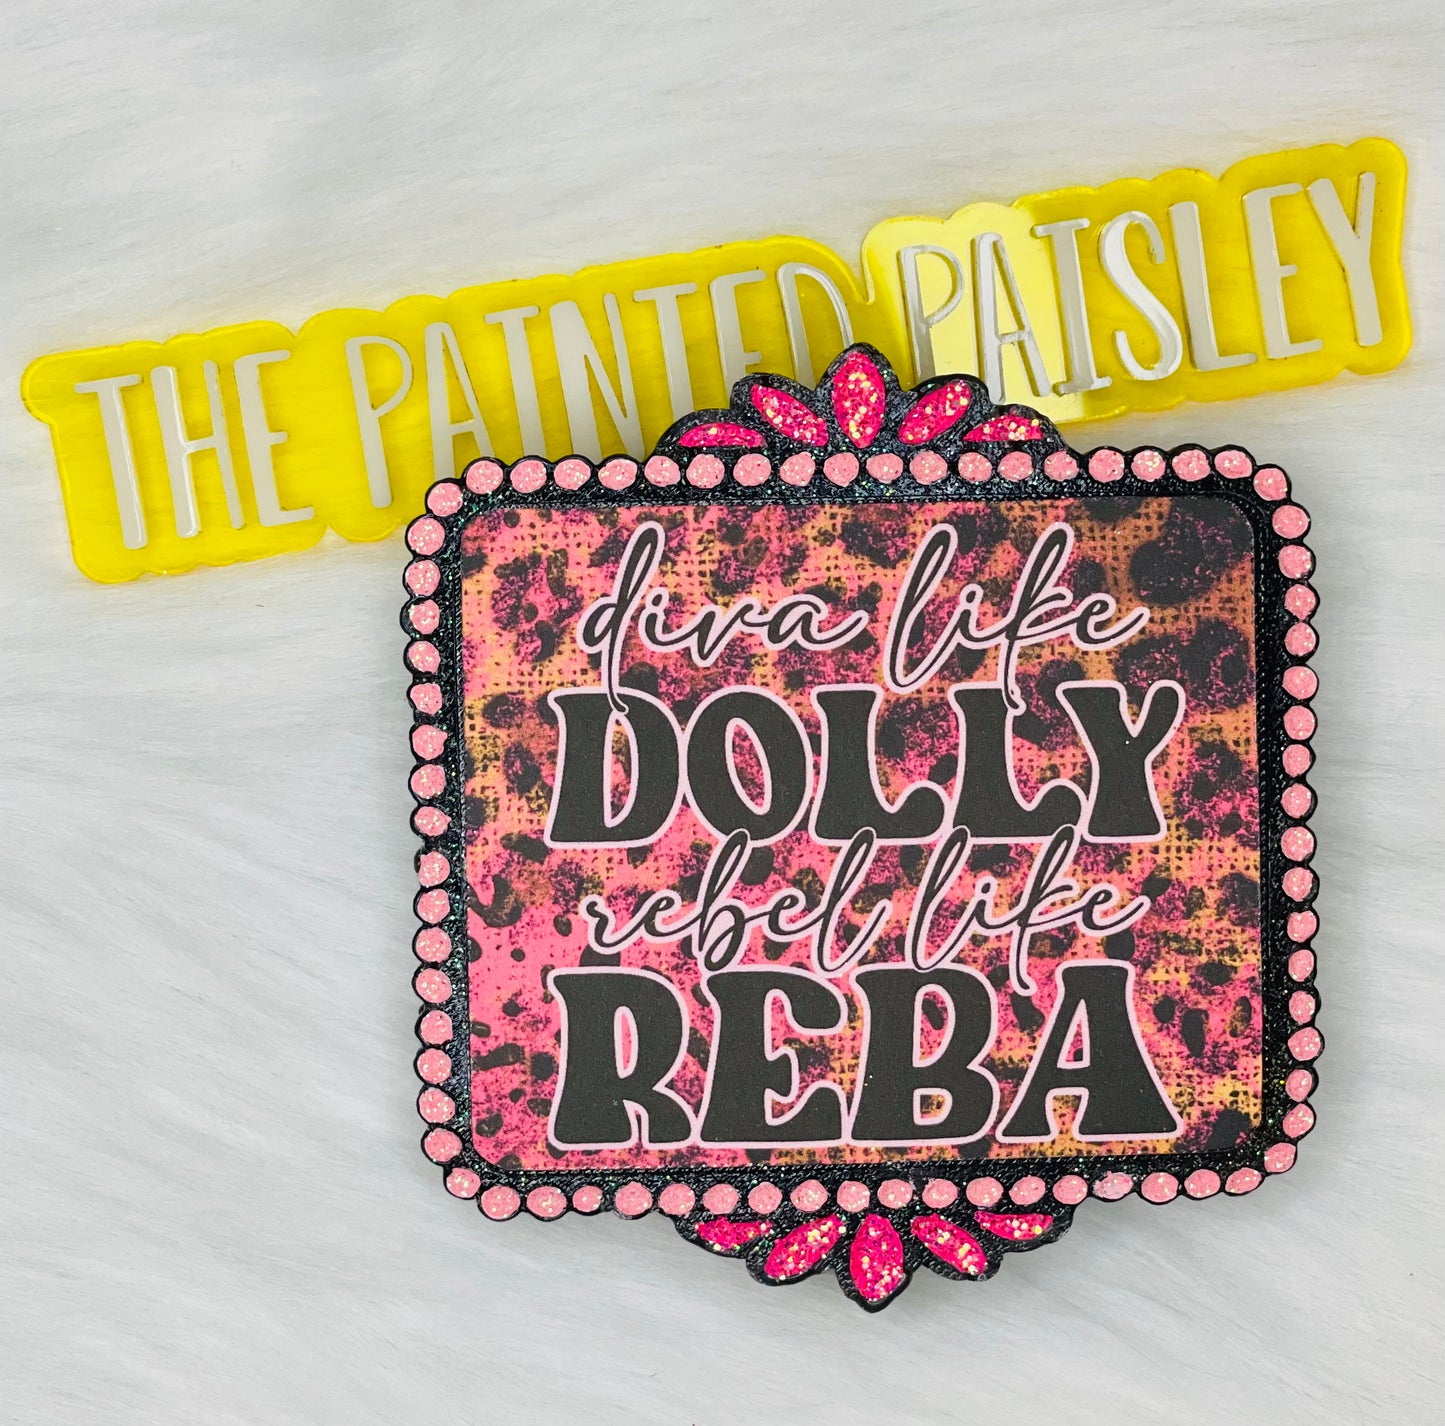 THE PAINTED PAISLEY
diva like
DOLLY
rebel like
REBA